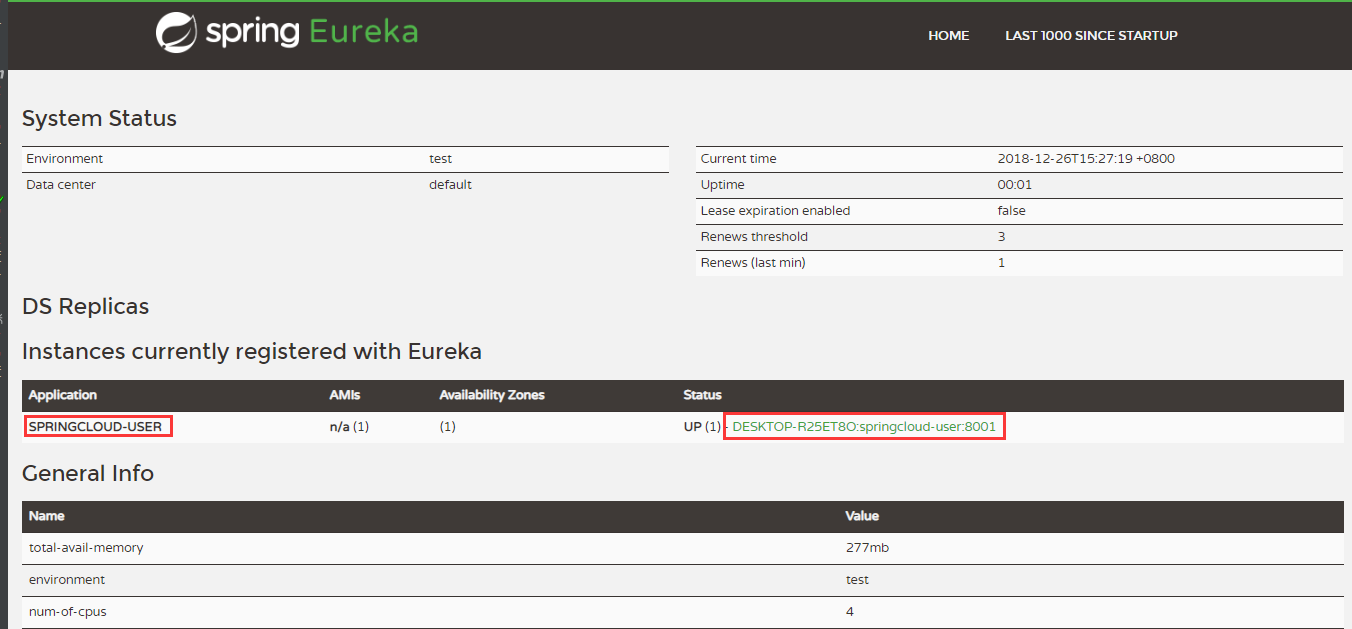 spring Eureka HOME LAST 1000 SINCE STARTUP
System Status
Environment test
Data center default
Current time 2018-12-26T15:27:19 +0800
Uptime 00:01
Lease expiration enabled false
Renews threshold 3
Renews (last min) 1
DS Replicas
Instances currently registered with Eureka
Application AMIs Availability Zones Status
SPRINGCLOUD-USER n/a (1) (1) UP (1) - DESKTOP-R25ET8O:springcloud-user:8001
General Info
Name Value
total-avail-memory 277mb
environment test
num-of-cpus 4